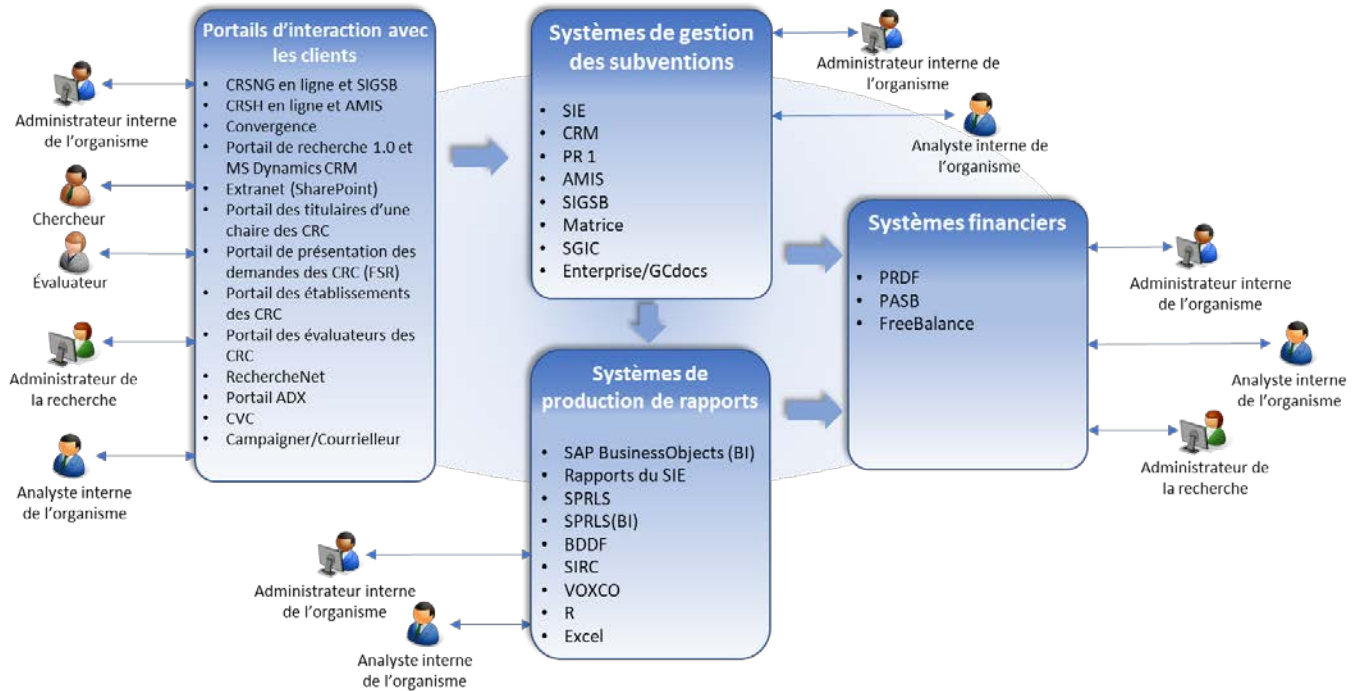 Portails d'interaction avec
les clients
• CRSNG en ligne et SIGSB
• CRSH en ligne et AMIS
• Convergence
• Portail de recherche 1.0 et
MS Dynamics CRM
• Extranet (SharePoint)
• Portail des titulaires d'une
chaire des CRC
• Portail de présentation des
demandes des CRC (FSR)
• Portail des établissements
des CRC
• Portail des évaluateurs des
CRC
• RechercheNet
• Portail ADX
• CVC
• Campaigner/Courrielleur
Administrateur interne
de l'organisme
Chercheur
Évaluateur
Administrateur de
la recherche
Analyste interne
de l'organisme
Systèmes de gestion
des subventions
• SIE
• CRM
• PR 1
• AMIS
• SIGSB
• Matrice
• SGIC
• Enterprise/GCdocs
Administrateur interne de
l'organisme
Analyste interne de
l'organisme
Systèmes financiers
• PRDF
• PASB
• FreeBalance
Administrateur interne
de l'organisme
Analyste interne
de l'organisme
Administrateur de
la recherche
Systèmes de
production de rapports
• SAP BusinessObjects (BI)
• Rapports du SIE
• SPRLS
• SPRLS(BI)
• BDDF
• SIRC
• VOXCO
• R
• Excel
Administrateur interne
de l'organisme
Analyste interne
de l'organisme